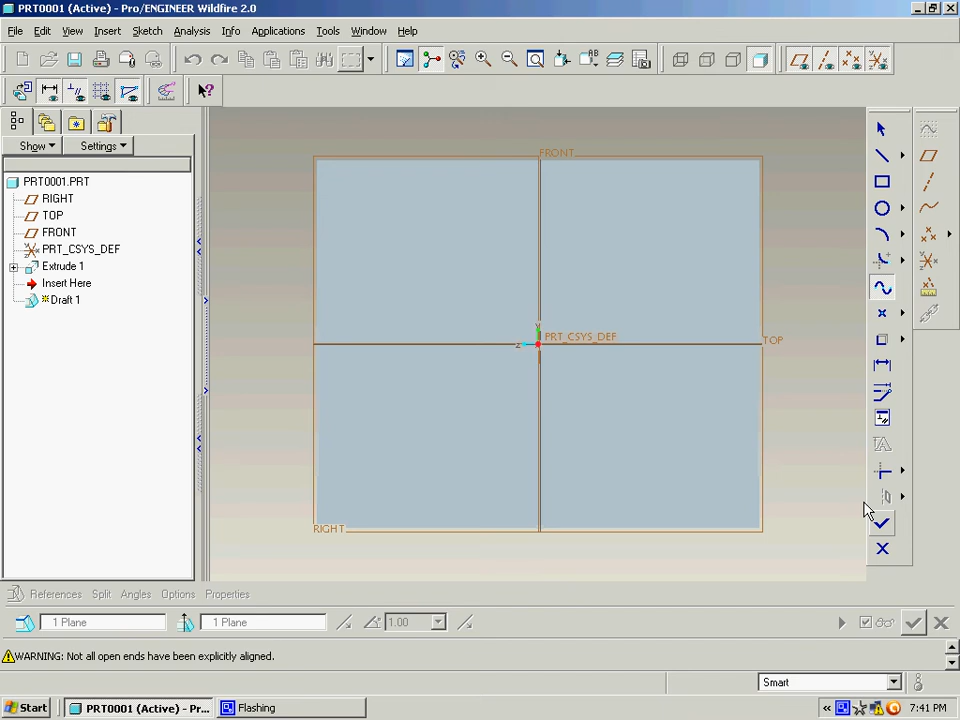 PRT0001 (Active) - Pro/ENGINEER Wildfire 2.0
File Edit View Insert Sketch Analysis Info Applications Tools Window Help
Show Settings
PRT0001.PRT
RIGHT
TOP
FRONT
PRT_CSYS_DEF
Extrude 1
Insert Here
Draft 1
FRONT
Y
PRT_CSYS_DEF
Z
TOP
RIGHT
References Split Angles Options Properties
1 Plane 1 Plane 1.00
WARNING: Not all open ends have been explicitly aligned.
Smart
Start PRT0001 (Active) - Pr... Flashing 7:41 PM